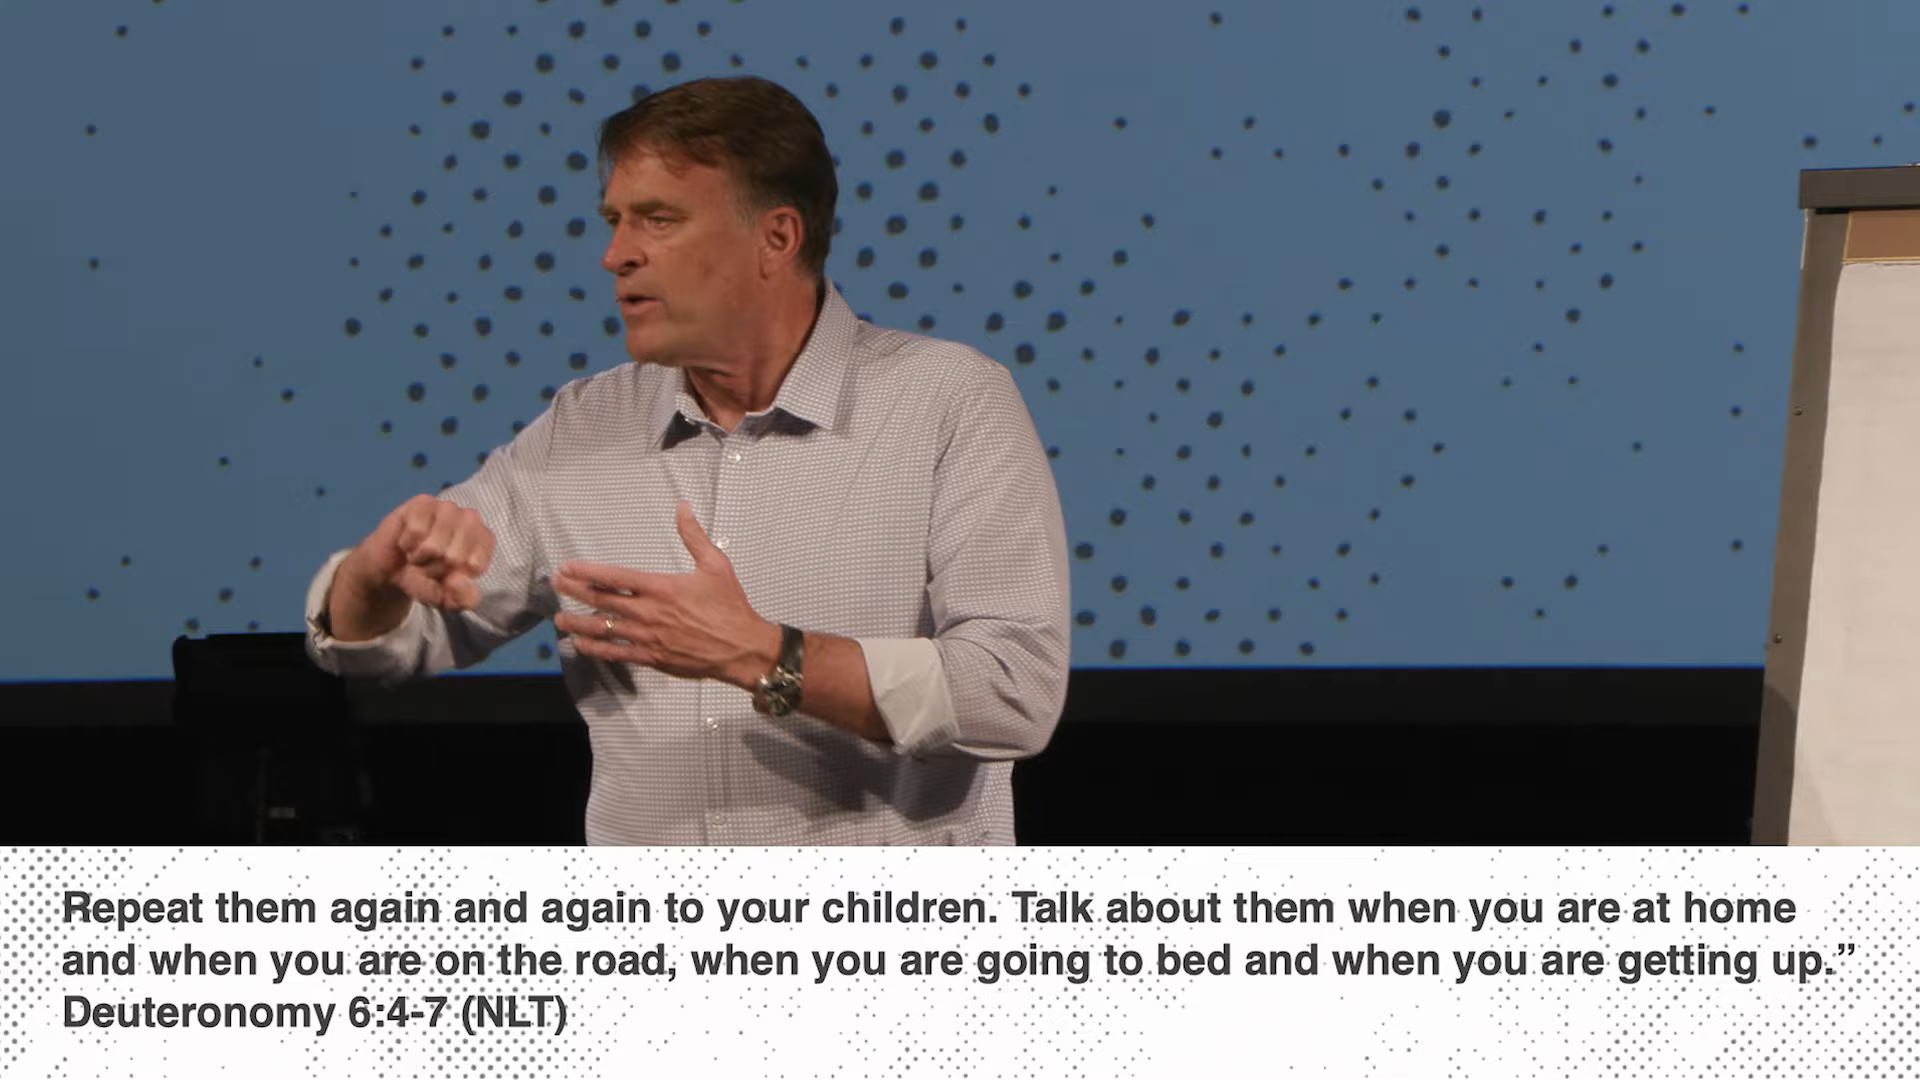 Repeat them again and again to your children. Talk about them when you are at home
and when you are on the road, when you are going to bed and when you are getting up.”
Deuteronomy 6:4-7 (NLT)